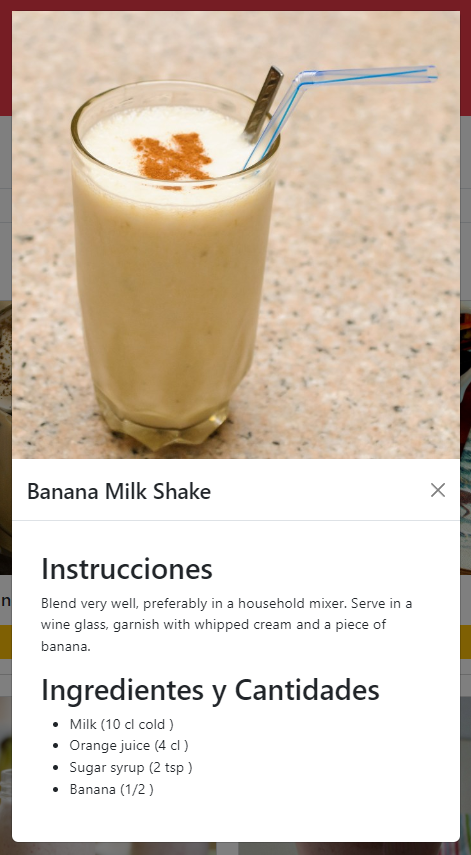 Banana Milk Shake
Instrucciones
Blend very well, preferably in a household mixer. Serve in a
wine glass, garnish with whipped cream and a piece of
banana.
Ingredientes y Cantidades
Milk (10 cl cold )
Orange juice (4 cl )
Sugar syrup (2 tsp )
Banana (1/2 )